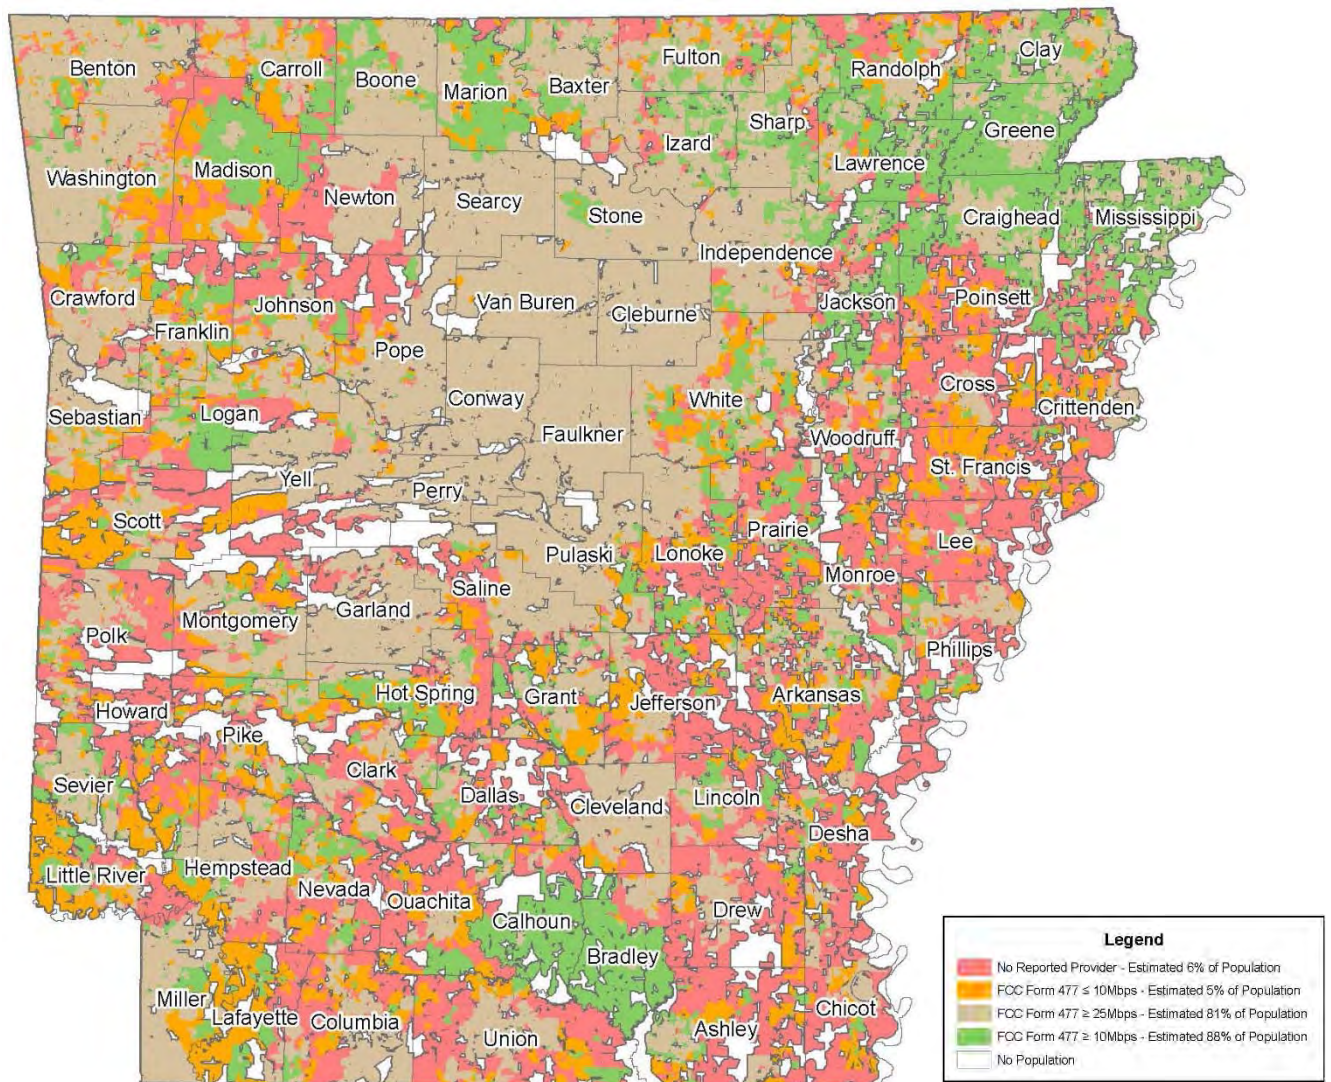 Clay
Fulton
Randolph
Benton
Carroll
Boone
Baxter
Marion
Greene
Sharp
Izard
Lawrence
Madison
Washington
Newton
Searcy
Stone
Craighead
Mississippi
Independence
Crawford
Johnson
Van Buren
Cleburne
Jackson
Poinsett
Franklin
Pope
Cross
Conway
White
Crittenden
Logan
Sebastian
Faulkner
Woodruff
St. Francis
Yell
Perry
Scott
Prairie
Pulaski
Lonoke
Lee
Monroe
Saline
Garland
Montgomery
Polk
Phillips
Hot Spring
Grant
Arkansas
Jefferson
Howard
Pike
Clark
Sevier
Dallas
Lincoln
Cleveland
Desha
Hempstead
Little River
Nevada
Ouachita
Drew
Calhoun
Bradley
Miller
Chicot
Lafayette
Columbia
Ashley
Union
Legend
No Reported Provider - Estimated 6% of Population
FCC Form 477 ≤ 10Mbps - Estimated 5% of Population
FCC Form 477 ≥ 25Mbps - Estimated 81% of Population
FCC Form 477 ≥ 10Mbps - Estimated 88% of Population
No Population